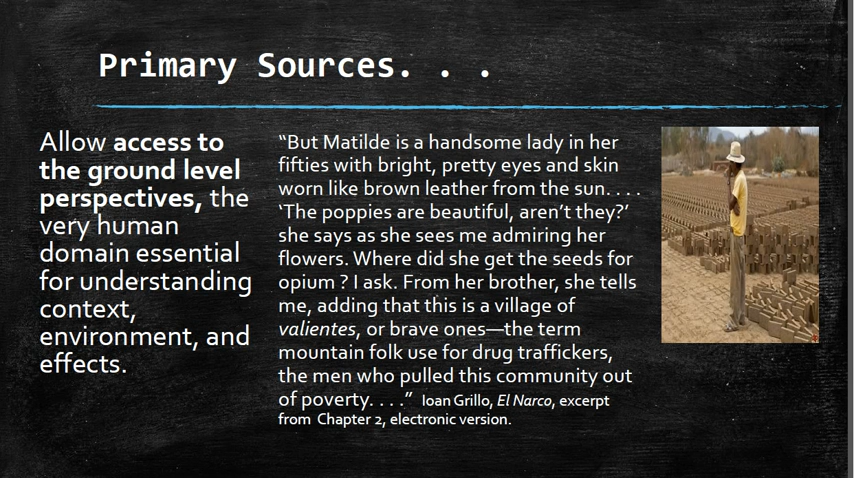 Primary Sources. . .
Allow access to
the ground level
perspectives, the
very human
domain essential
for understanding
context,
environment, and
effects.
“But Matilde is a handsome lady in her
fifties with bright, pretty eyes and skin
worn like brown leather from the sun. . . .
‘The poppies are beautiful, aren’t they?’
she says as she sees me admiring her
flowers. Where did she get the seeds for
opium ? I ask. From her brother, she tells
me, adding that this is a village of
valientes, or brave ones—the term
mountain folk use for drug traffickers,
the men who pulled this community out
of poverty. . . .” Ioan Grillo, El Narco, excerpt
from Chapter 2, electronic version.